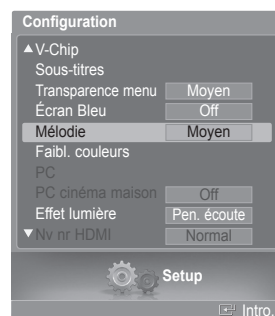 Configuration
▲V-Chip
Sous-titres
Transparence menu Moyen
Écran Bleu Off
Mélodie Moyen
Faibl. couleurs
PC
PC cinéma maison Off
Effet lumière Pen. écoute
▼Nv nr HDMI Normal
Setup
Intro.